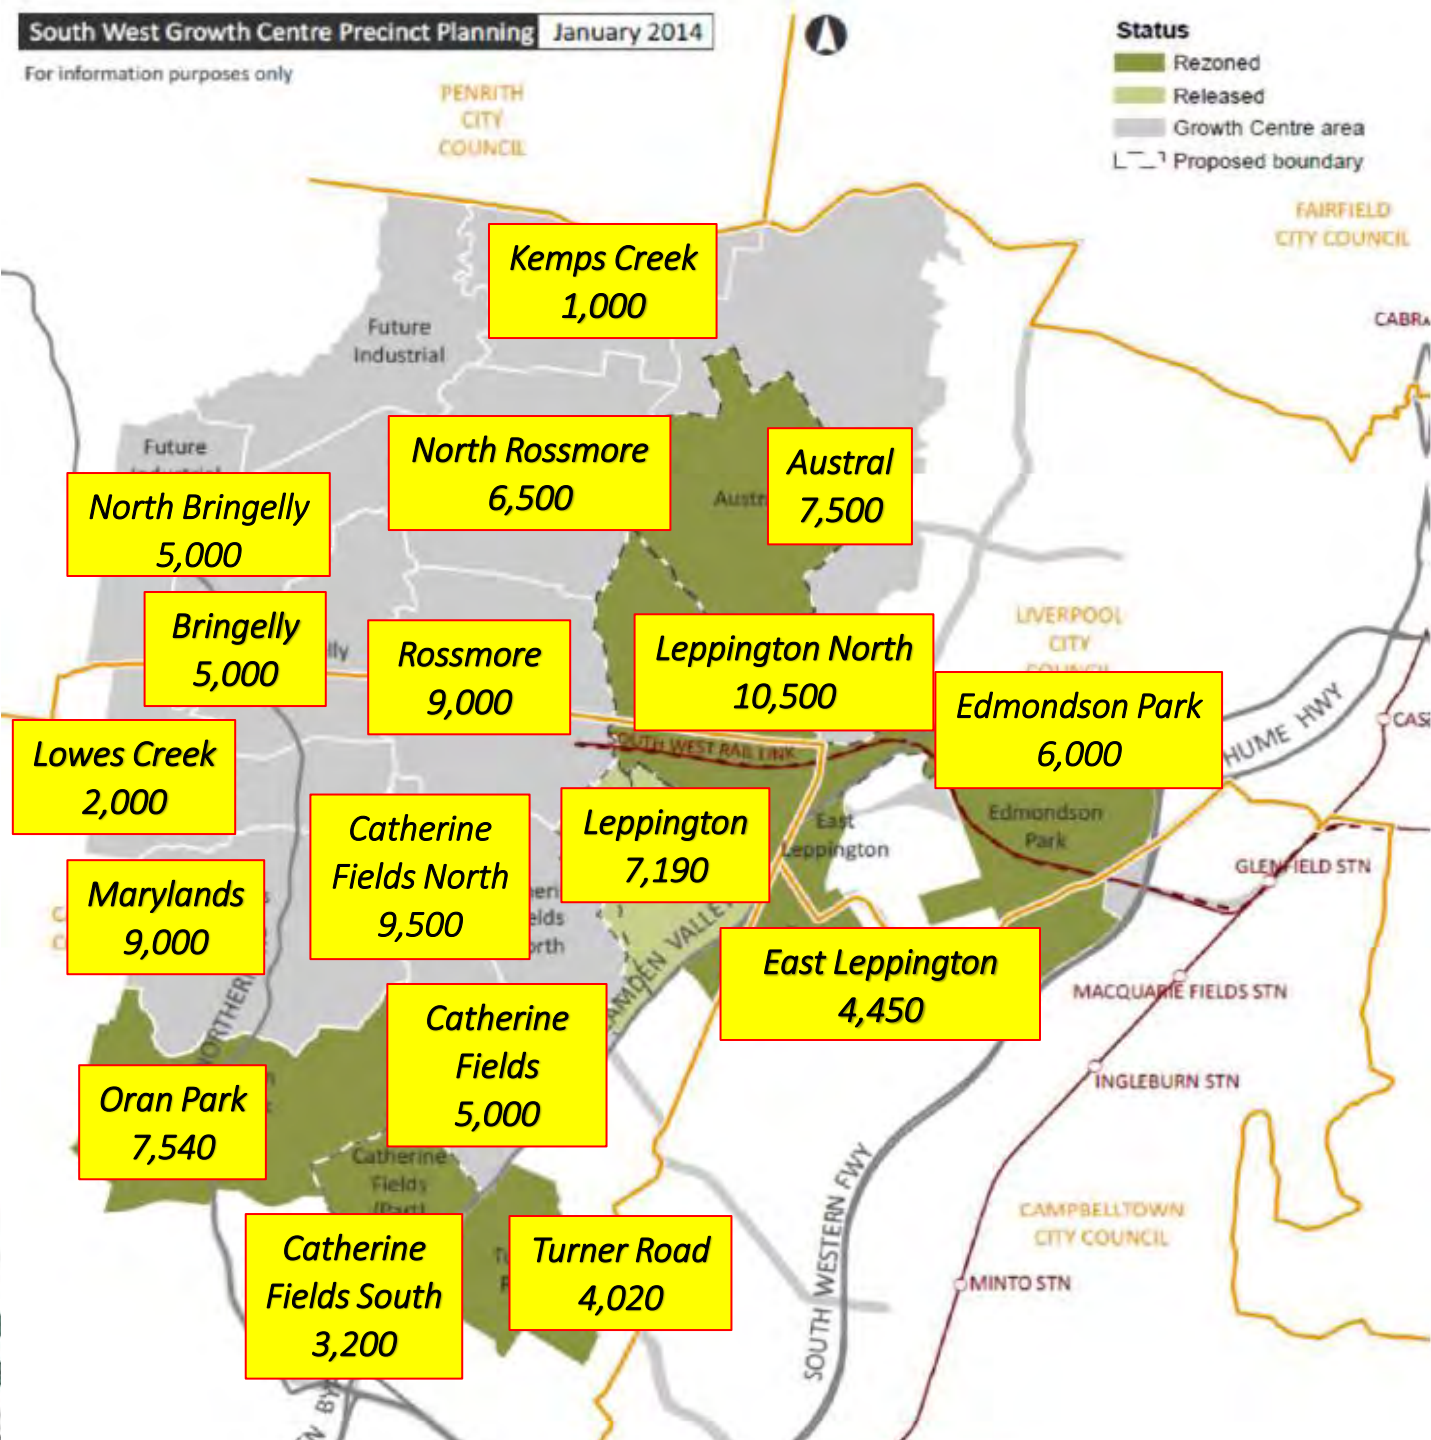 South West Growth Centre Precinct Planning January 2014
For information purposes only
Status
Rezoned
Released
Growth Centre area
Proposed boundary
PENRITH
CITY
COUNCIL
FAIRFIELD
CITY COUNCIL
Kemps Creek
1,000
Future
Industrial
Future
North Rossmore
6,500
Austral
7,500
North Bringelly
5,000
Bringelly
5,000
Rossmore
9,000
Leppington North
10,500
LIVERPOOL
CITY
COUNCIL
Edmondson Park
6,000
HUME HWY
Lowes Creek
2,000
SOUTH WEST RAIL LINK
Catherine
Fields North
9,500
Leppington
7,190
East
Leppington
Edmondson
Park
GLENFIELD STN
Marylands
9,000
East Leppington
4,450
MACQUARIE FIELDS STN
Catherine
Fields
5,000
INGLEBURN STN
Oran Park
7,540
Catherine
Fields
(Part)
SOUTH WESTERN FWY
CAMPBELLTOWN
CITY COUNCIL
Catherine
Fields South
3,200
Turner Road
4,020
MINTO STN